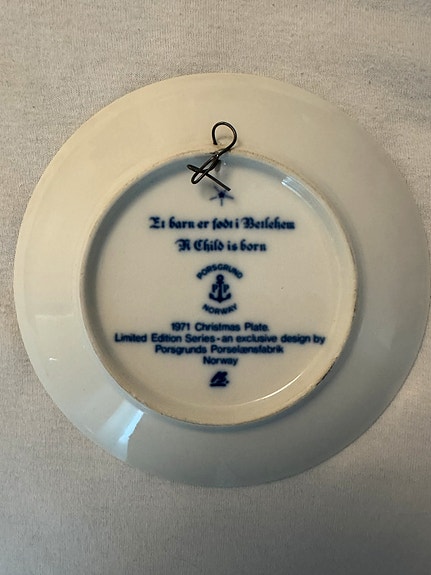 Et barn er født i Betlehem
A Child is born
PORSGRUND
P P
NORWAY
1971 Christmas Plate.
Limited Edition Series-an exclusive design by
Porsgrunds Porselænsfabrik
Norway